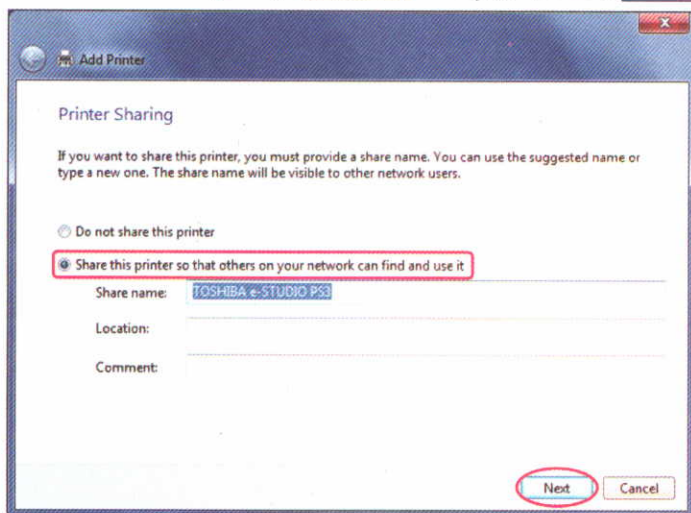 Add Printer
Printer Sharing
If you want to share this printer, you must provide a share name. You can use the suggested name or
type a new one. The share name will be visible to other network users.
Do not share this printer
Share this printer so that others on your network can find and use it
Share name: TOSHIBA e-STUDIO PS3
Location:
Comment:
Next Cancel